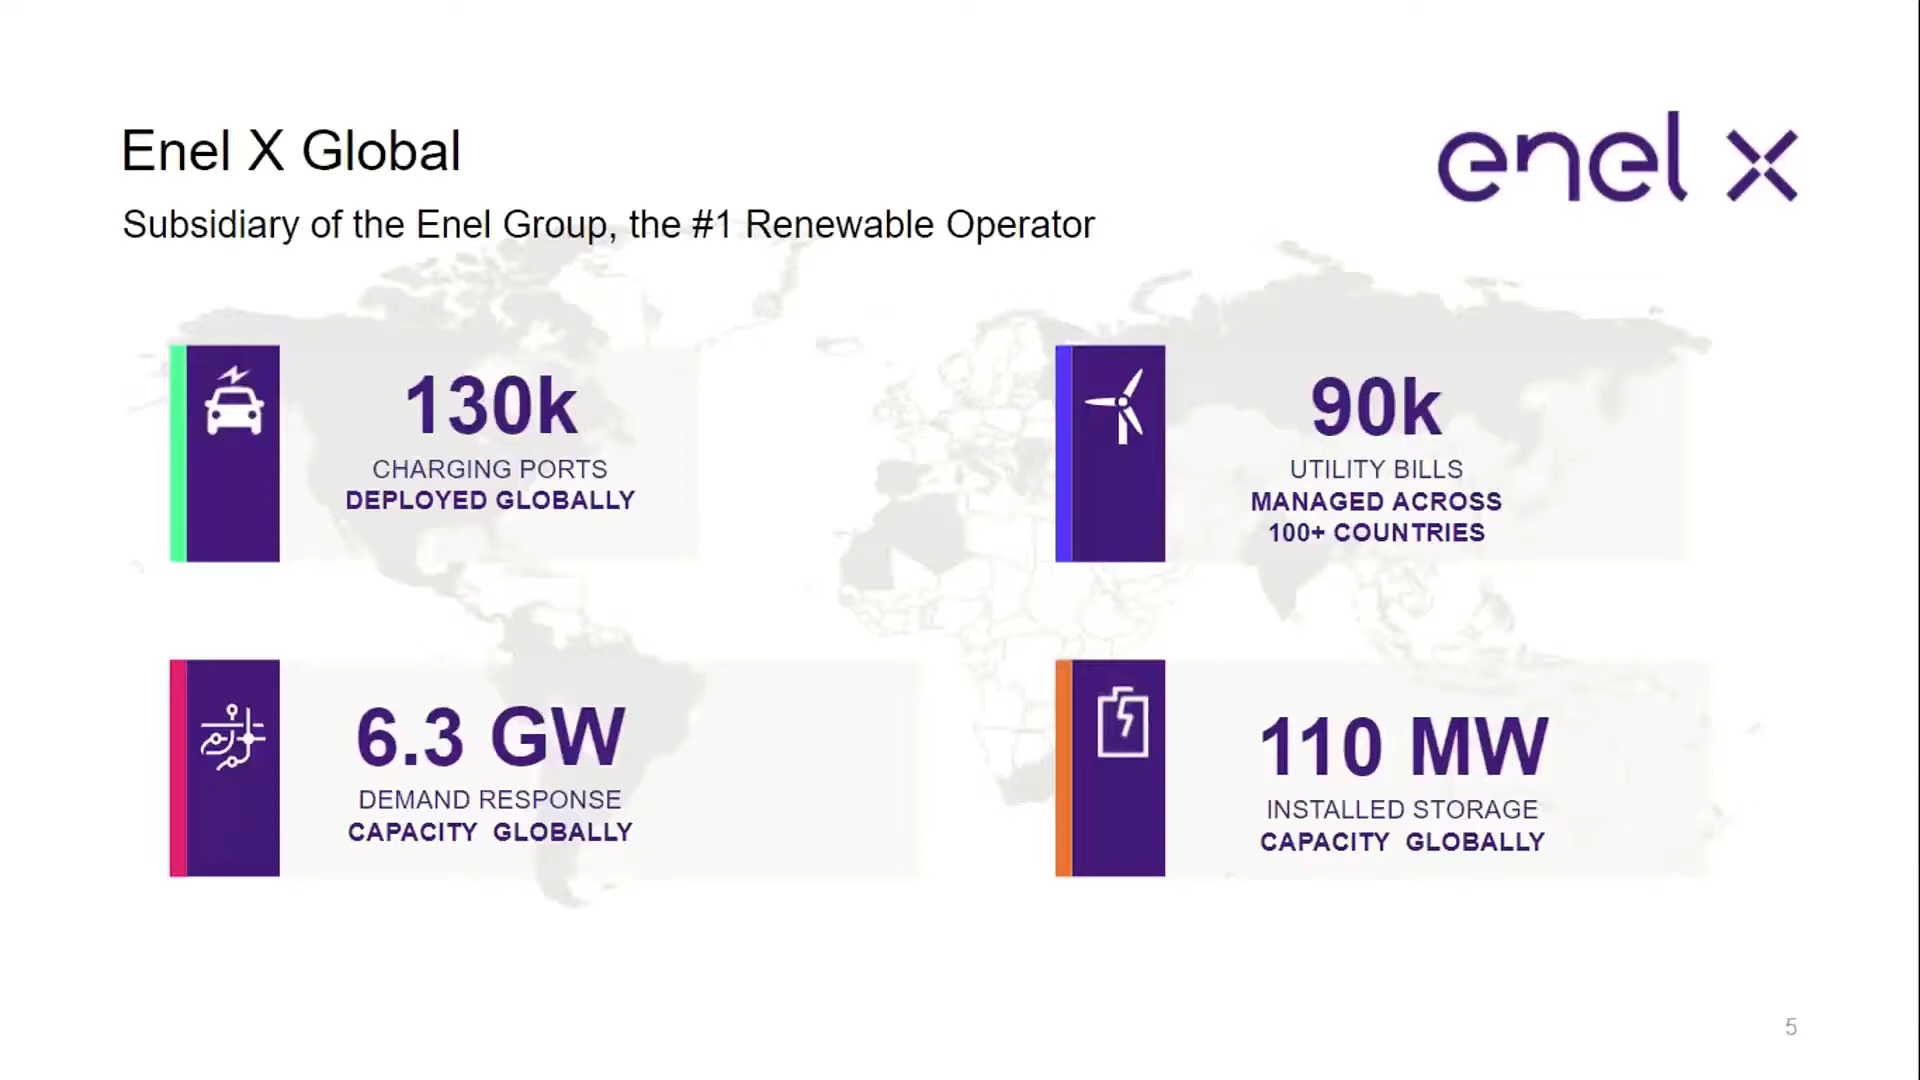 Enel X Global
enel x
Subsidiary of the Enel Group, the #1 Renewable Operator
130k
CHARGING PORTS
DEPLOYED GLOBALLY
90k
UTILITY BILLS
MANAGED ACROSS
100+ COUNTRIES
6.3 GW
DEMAND RESPONSE
CAPACITY GLOBALLY
110 MW
INSTALLED STORAGE
CAPACITY GLOBALLY
5